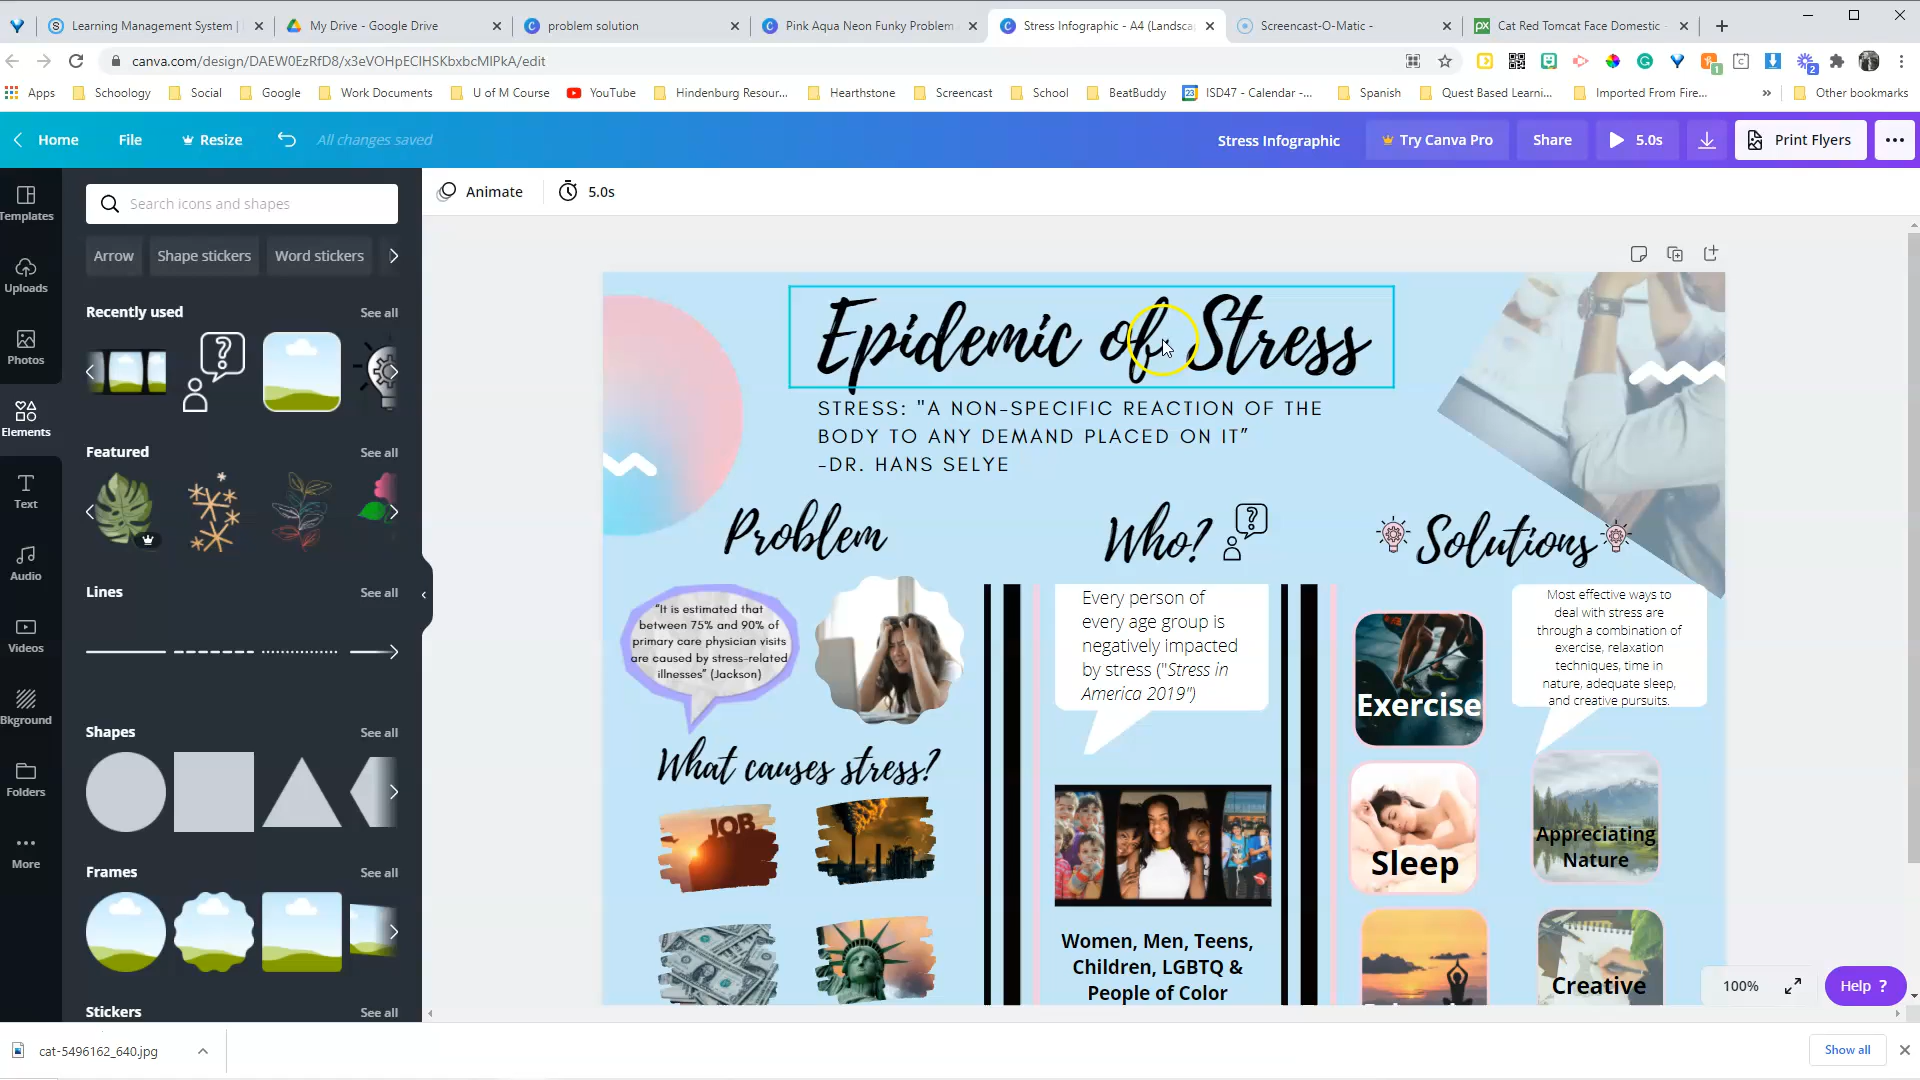 Learning Management System |
My Drive - Google Drive
problem solution
Pink Aqua Neon Funky Problem
Stress Infographic - A4 (Landsca
Screencast-O-Matic -
Cat Red Tomcat Face Domestic -
canva.com/design/DAEW0EzRfD8/x3eVOHpECIHSKbxbcMlPkA/edit
Apps
Schoology
Social
Google
Work Documents
U of M Course
YouTube
Hindenburg Resour...
Hearthstone
Screencast
School
BeatBuddy
ISD47 - Calendar -...
Spanish
Quest Based Learni...
Imported From Fire...
Other bookmarks
Home
File
Resize
All changes saved
Stress Infographic
Try Canva Pro
Share
5.0s
Print Flyers
Templates
Uploads
Photos
Elements
Text
Audio
Videos
Bkground
Folders
More
Search icons and shapes
Arrow
Shape stickers
Word stickers
Recently used
See all
Featured
See all
Lines
See all
Shapes
See all
Frames
See all
Stickers
See all
Animate
5.0s
Epidemic of Stress
STRESS: "A NON-SPECIFIC REACTION OF THE
BODY TO ANY DEMAND PLACED ON IT”
-DR. HANS SELYE
Problem
“It is estimated that
between 75% and 90% of
primary care physician visits
are caused by stress-related
illnesses” (Jackson)
What causes stress?
JOB
Who?
?
Every person of
every age group is
negatively impacted
by stress ("Stress in
America 2019")
Women, Men, Teens,
Children, LGBTQ &
People of Color
Solutions
Most effective ways to
deal with stress are
through a combination of
exercise, relaxation
techniques, time in
nature, adequate sleep,
and creative pursuits.
Exercise
Sleep
Appreciating
Nature
Creative
100%
Help ?
cat-5496162_640.jpg
Show all